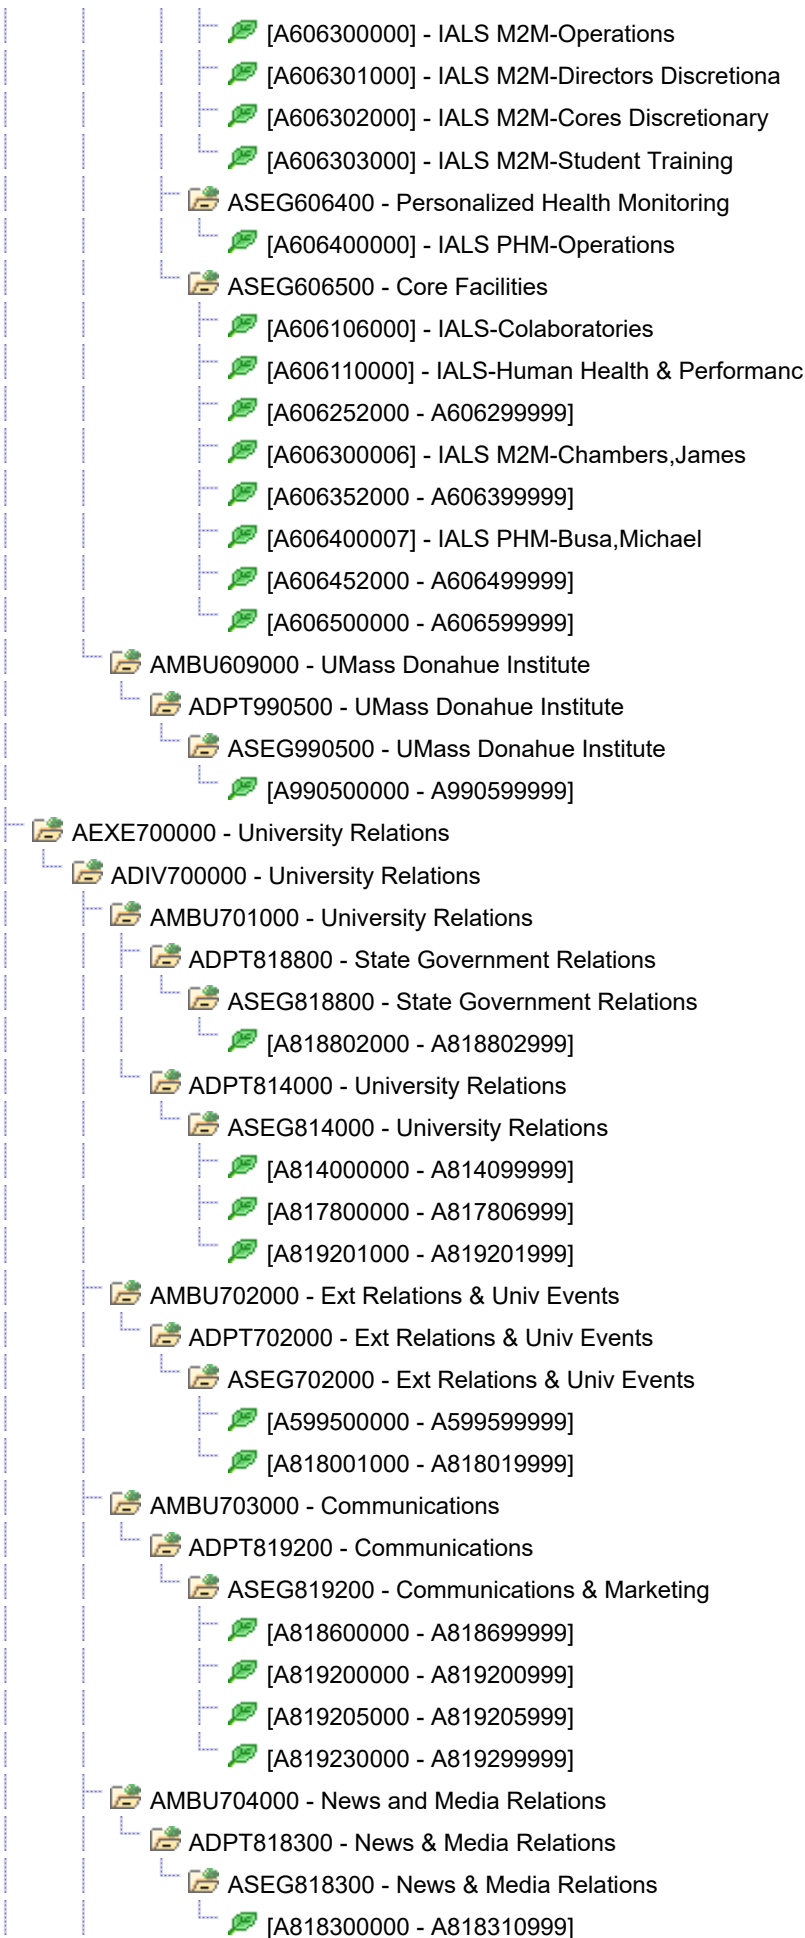 [A606300000] - IALS M2M-Operations
[A606301000] - IALS M2M-Directors Discretiona
[A606302000] - IALS M2M-Cores Discretionary
[A606303000] - IALS M2M-Student Training
ASEG606400 - Personalized Health Monitoring
[A606400000] - IALS PHM-Operations
ASEG606500 - Core Facilities
[A606106000] - IALS-Colaboratories
[A606110000] - IALS-Human Health & Performanc
[A606252000 - A606299999]
[A606300006] - IALS M2M-Chambers,James
[A606352000 - A606399999]
[A606400007] - IALS PHM-Busa,Michael
[A606452000 - A606499999]
[A606500000 - A606599999]
AMBU609000 - UMass Donahue Institute
ADPT990500 - UMass Donahue Institute
ASEG990500 - UMass Donahue Institute
[A990500000 - A990599999]
AEXE700000 - University Relations
ADIV700000 - University Relations
AMBU701000 - University Relations
ADPT818800 - State Government Relations
ASEG818800 - State Government Relations
[A818802000 - A818802999]
ADPT814000 - University Relations
ASEG814000 - University Relations
[A814000000 - A814099999]
[A817800000 - A817806999]
[A819201000 - A819201999]
AMBU702000 - Ext Relations & Univ Events
ADPT702000 - Ext Relations & Univ Events
ASEG702000 - Ext Relations & Univ Events
[A599500000 - A599599999]
[A818001000 - A818019999]
AMBU703000 - Communications
ADPT819200 - Communications
ASEG819200 - Communications & Marketing
[A818600000 - A818699999]
[A819200000 - A819200999]
[A819205000 - A819205999]
[A819230000 - A819299999]
AMBU704000 - News and Media Relations
ADPT818300 - News & Media Relations
ASEG818300 - News & Media Relations
[A818300000 - A818310999]